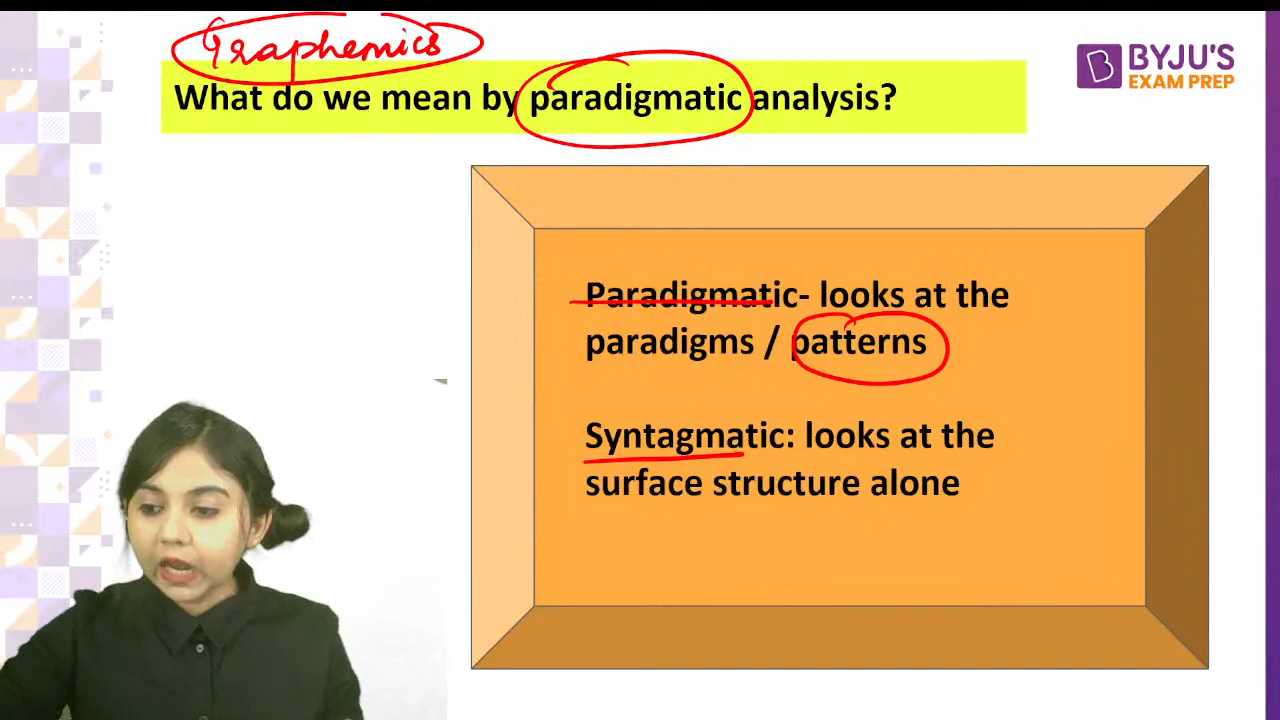 Graphemics
What do we mean by paradigmatic analysis?
BYJU'S
EXAM PREP
Paradigmatic- looks at the
paradigms / patterns
Syntagmatic: looks at the
surface structure alone